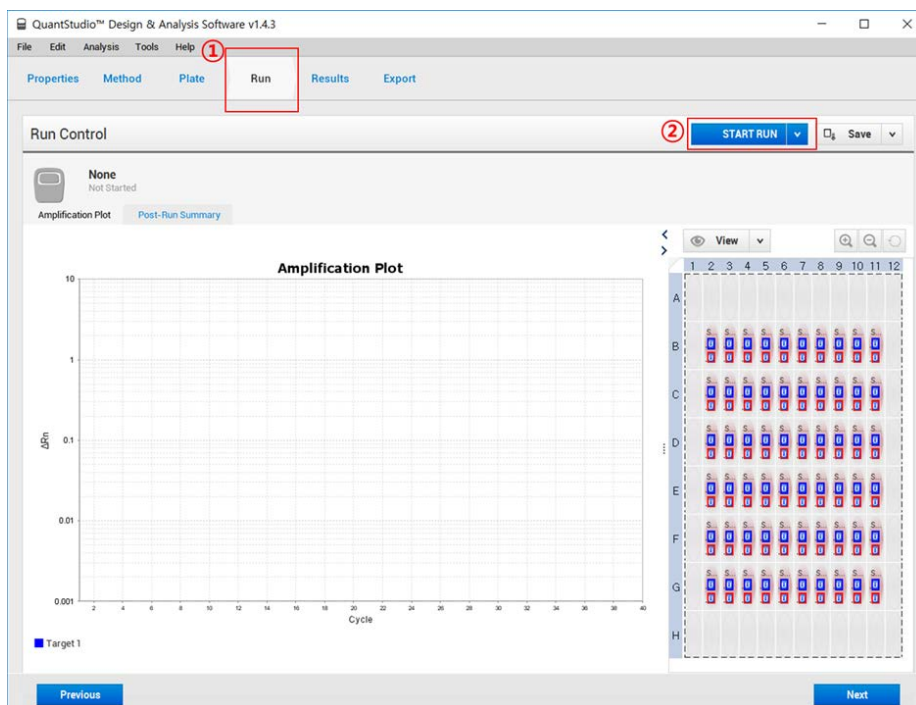 QuantStudio™ Design & Analysis Software v1.4.3
File Edit Analysis Tools Help
①
Properties Method Plate Run Results Export
Run Control
②
START RUN
Save
None
Not Started
Amplification Plot Post-Run Summary
View
Amplification Plot
1 2 3 4 5 6 7 8 9 10 11 12
A
B
C
D
E
F
G
H
10
1
0.1
0.01
0.001
ΔRn
2 4 6 8 10 12 14 16 18 20 22 24 26 28 30 32 34 36 38 40
Cycle
Target 1
Previous Next